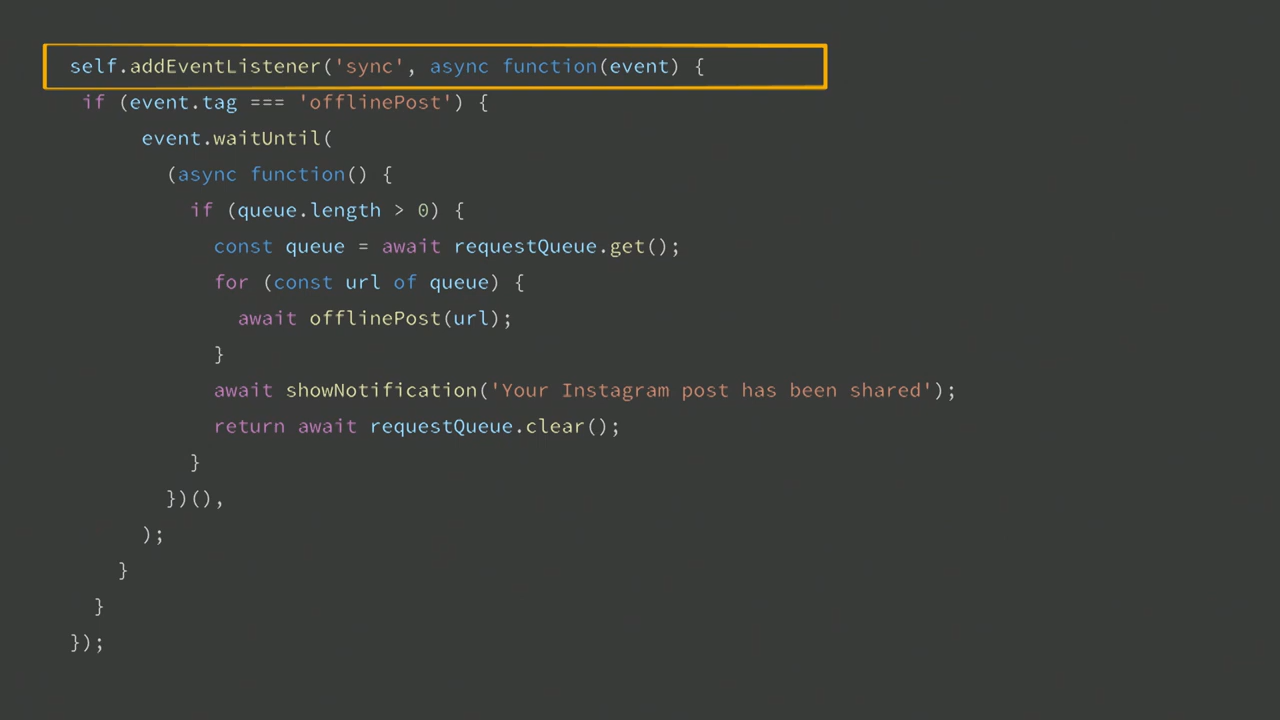 self.addEventListener('sync', async function(event) {
if (event.tag === 'offlinePost') {
event.waitUntil(
(async function() {
if (queue.length > 0) {
const queue = await requestQueue.get();
for (const url of queue) {
await offlinePost(url);
}
await showNotification('Your Instagram post has been shared');
return await requestQueue.clear();
}
})(),
);
}
}
});